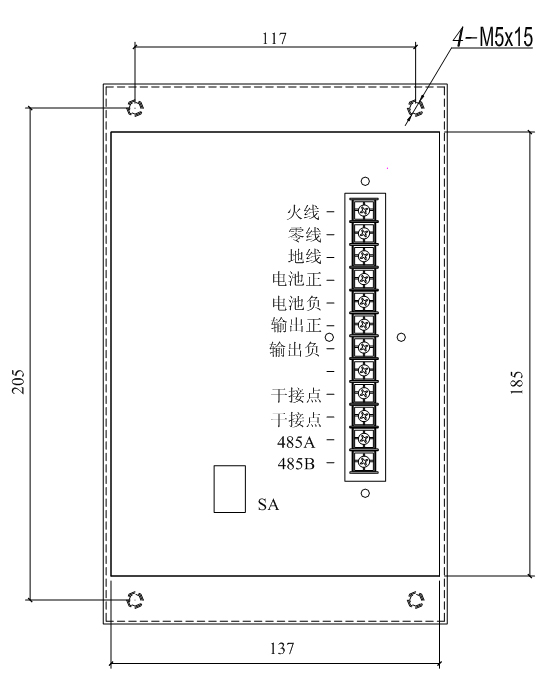 117
4-M5x15
火线
零线
地线
电池正
电池负
输出正
输出负
干接点
干接点
485A
485B
SA
205
185
137